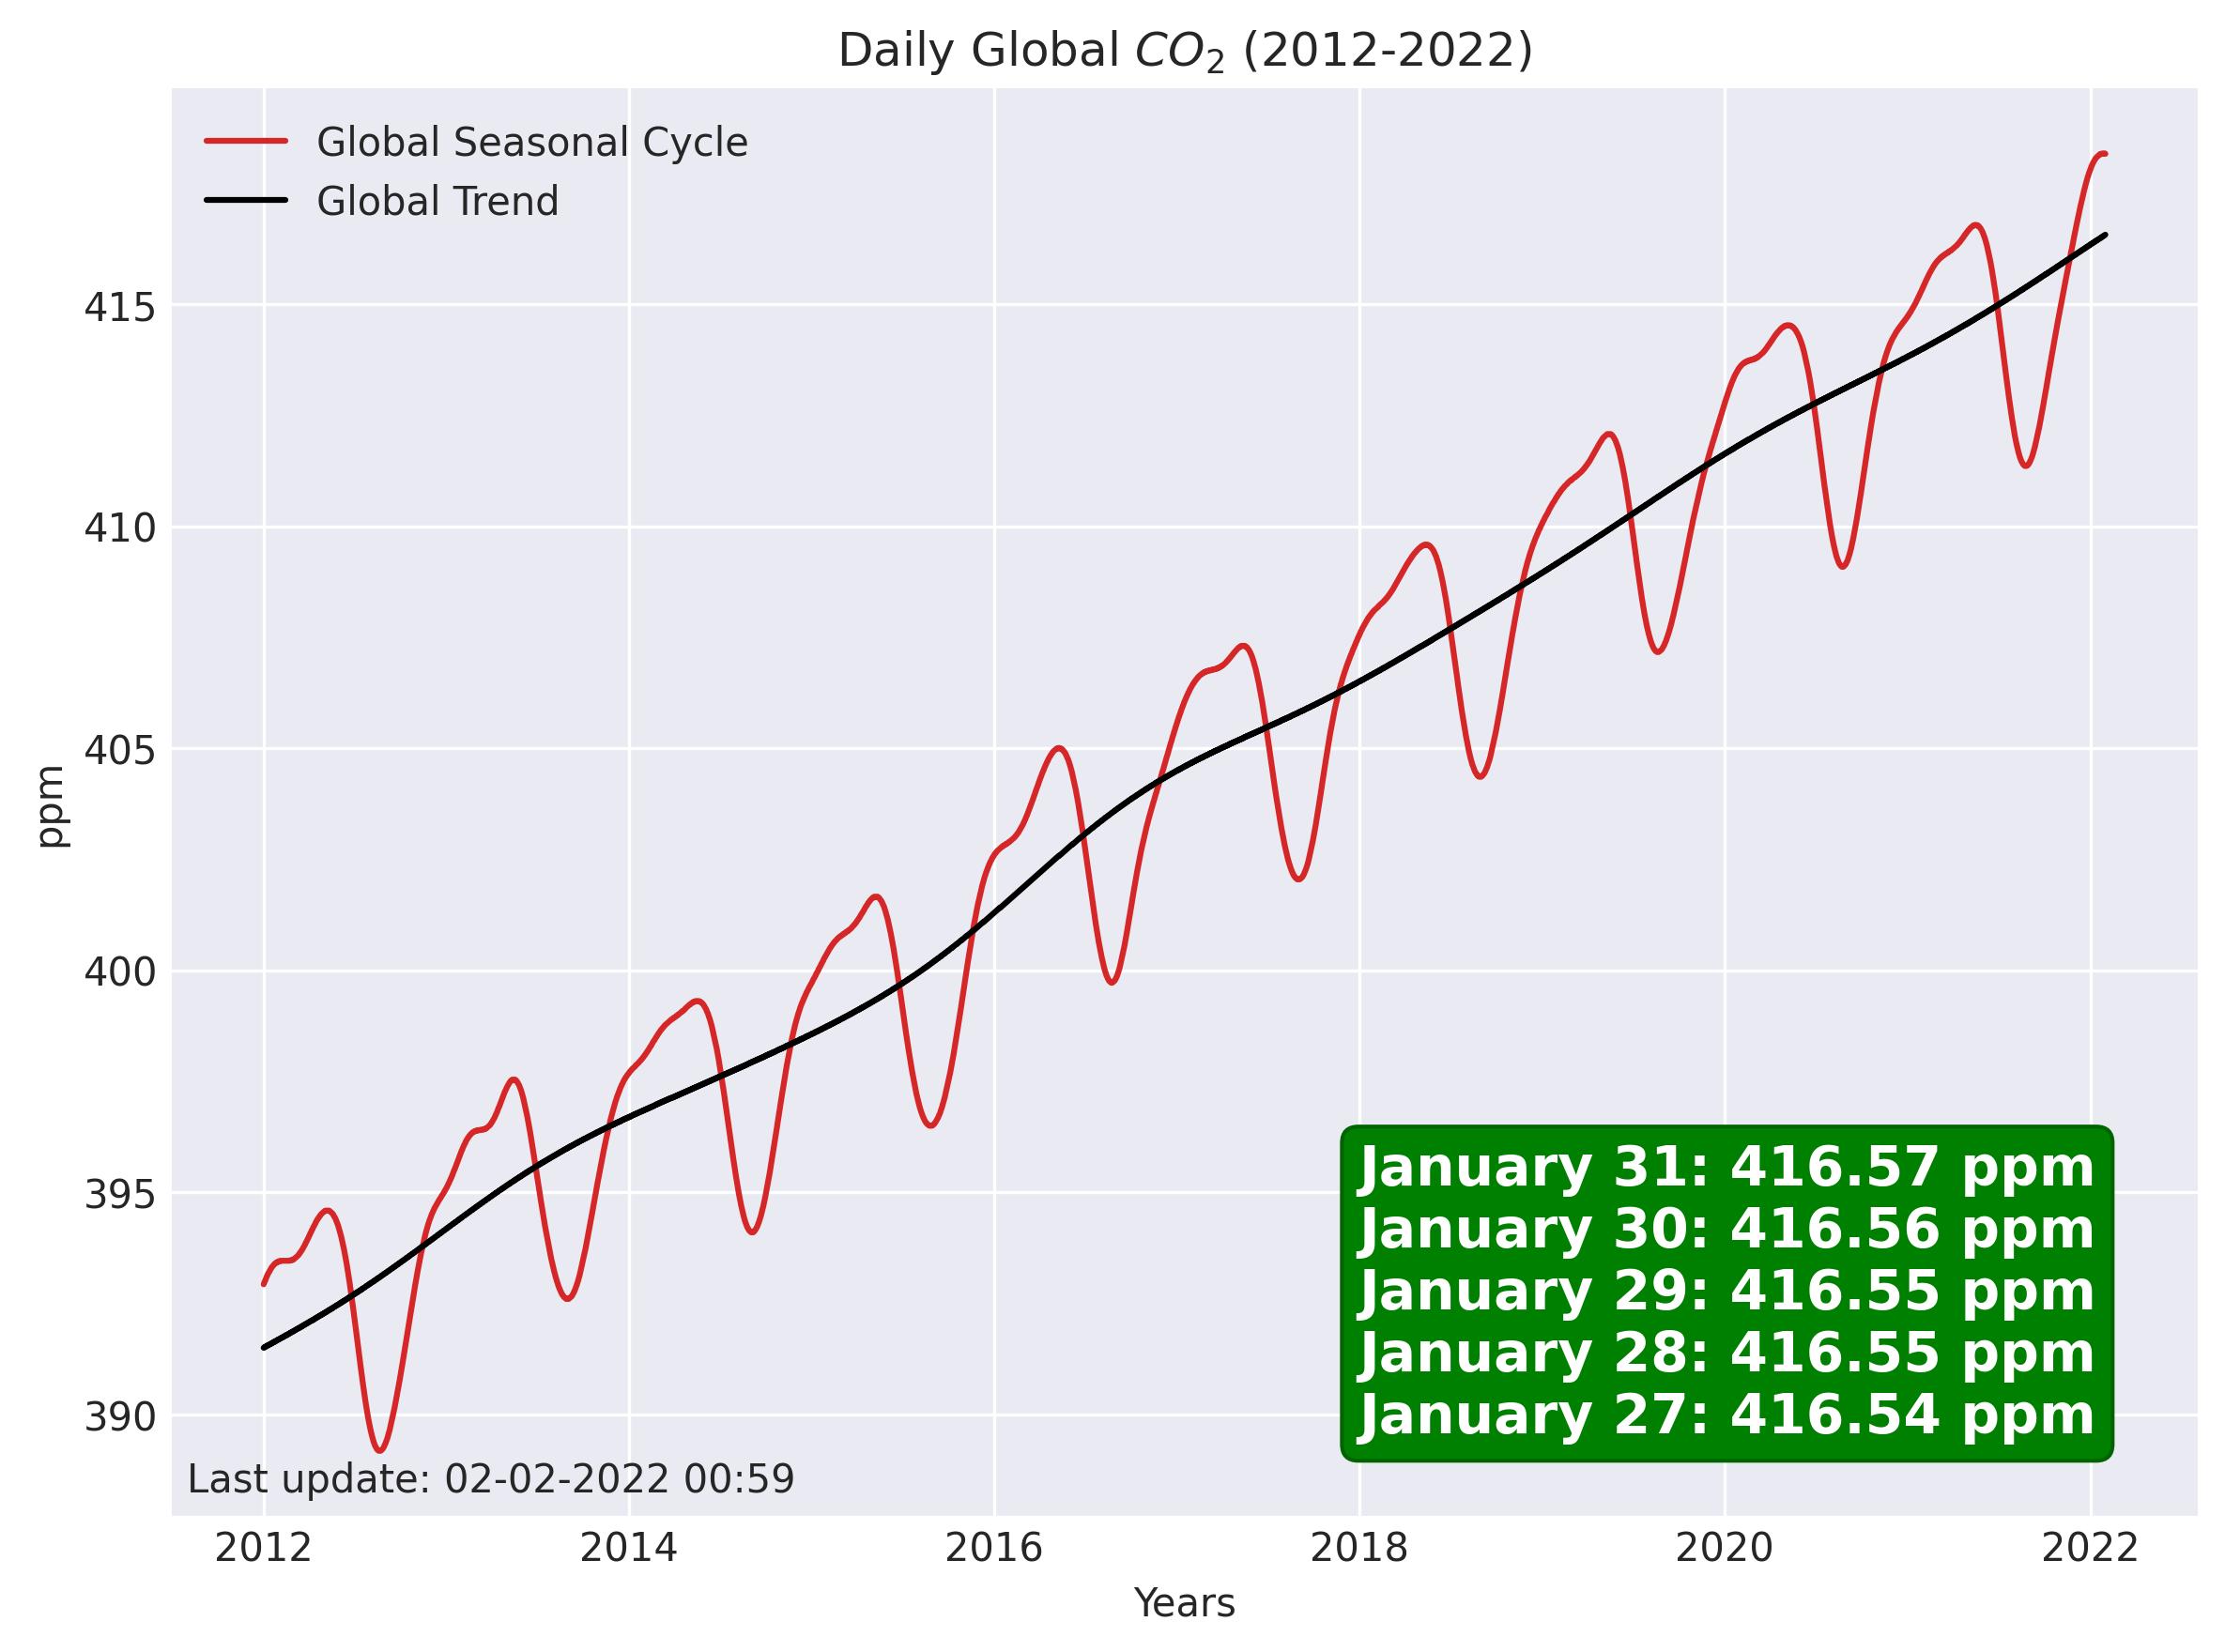 Daily Global CO₂ (2012-2022)
Global Seasonal Cycle
Global Trend
415
410
405
400
395
390
ppm
January 31: 416.57 ppm
January 30: 416.56 ppm
January 29: 416.55 ppm
January 28: 416.55 ppm
January 27: 416.54 ppm
Last update: 02-02-2022 00:59
2012 2014 2016 2018 2020 2022
Years